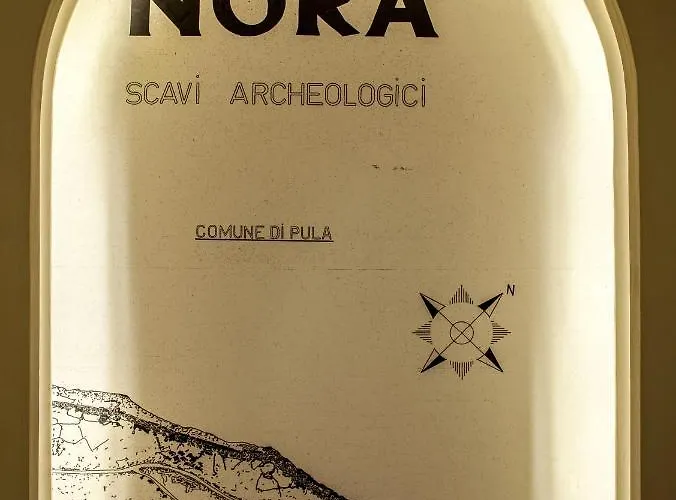 NORA
SCAVi ARCHEOLOGiCi
COMUNE Di PULA
N